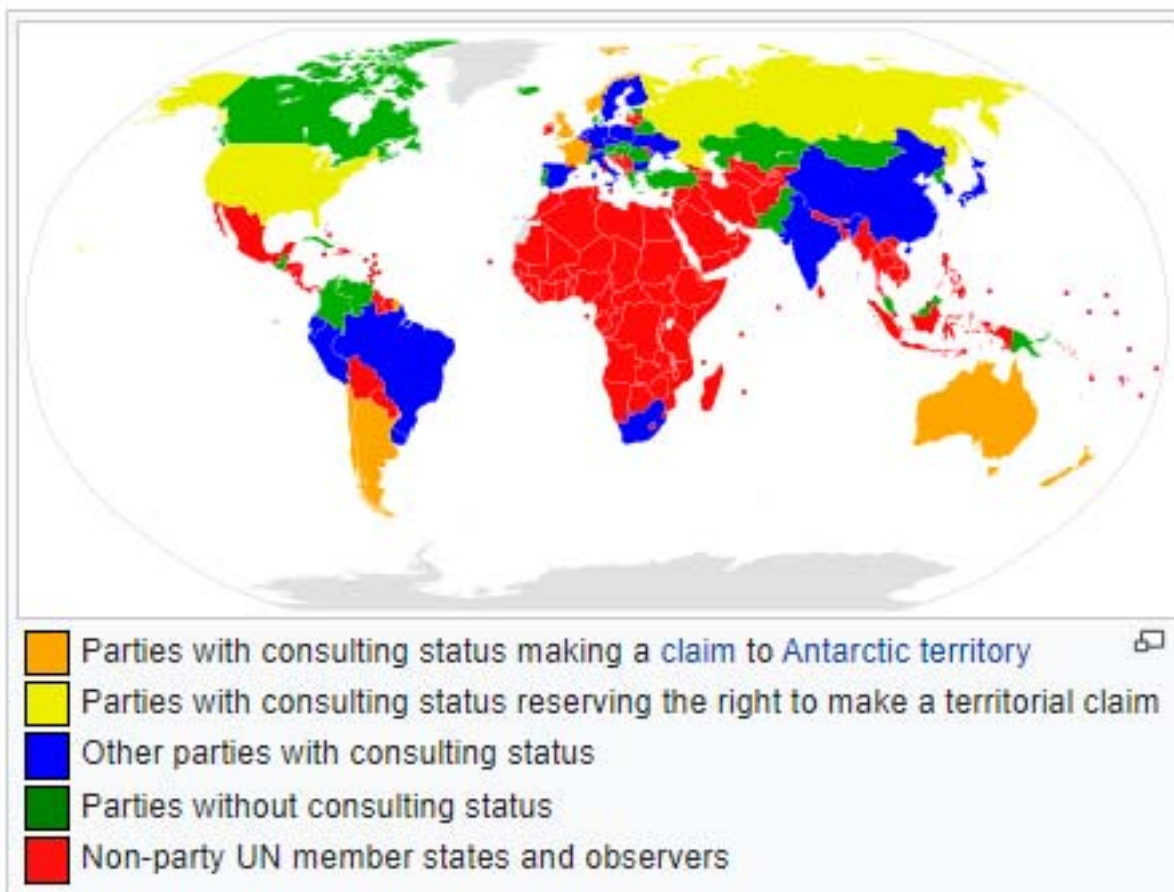 Parties with consulting status making a claim to Antarctic territory
Parties with consulting status reserving the right to make a territorial claim
Other parties with consulting status
Parties without consulting status
Non-party UN member states and observers